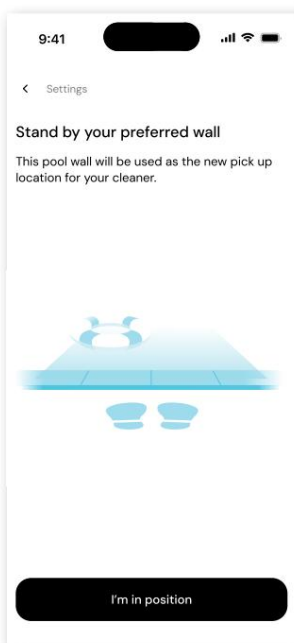 9:41
Settings
Stand by your preferred wall
This pool wall will be used as the new pick up
location for your cleaner.
I'm in position